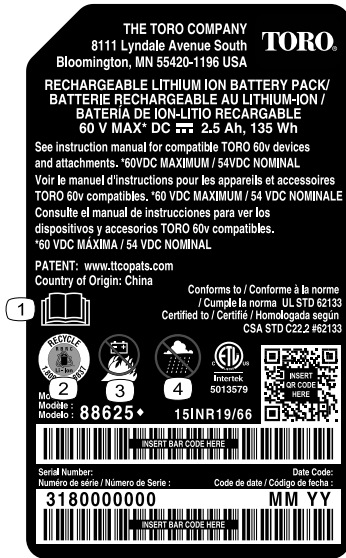 THE TORO COMPANY
8111 Lyndale Avenue South
Bloomington, MN 55420-1196 USA
TORO.
RECHARGEABLE LITHIUM ION BATTERY PACK/
BATTERIE RECHARGEABLE AU LITHIUM-ION /
BATERÍA DE ION-LITIO RECARGABLE
60 V MAX* DC 2.5 Ah, 135 Wh
See instruction manual for compatible TORO 60v devices
and attachments. *60VDC MAXIMUM / 54VDC NOMINAL
Voir le manuel d'instructions pour les appareils et accessoires
TORO 60v compatibles. *60 VDC MAXIMUM / 54 VDC NOMINALE
Consulte el manual de instrucciones para ver los
dispositivos y accesorios TORO 60v compatibles.
*60 VDC MÁXIMA / 54 VDC NOMINAL
PATENT: www.ttcopats.com
Country of Origin: China
Conforms to / Conforme à la norme
/ Cumple la norma UL STD 62133
Certified to / Certifié / Homologada según
CSA STD C22.2 #62133
1
RECYCLE
Li-Ion
2
3
4
ETL
C US
Intertek
5013579
INSERT
QR CODE
HERE
Modèle :
Modelo : 88625◆ 15INR19/66
INSERT BAR CODE HERE
Serial Number: Date Code:
Numéro de série / Número de Serie : Code de date / Código de fecha :
3180000000 MM YY
INSERT BAR CODE HERE